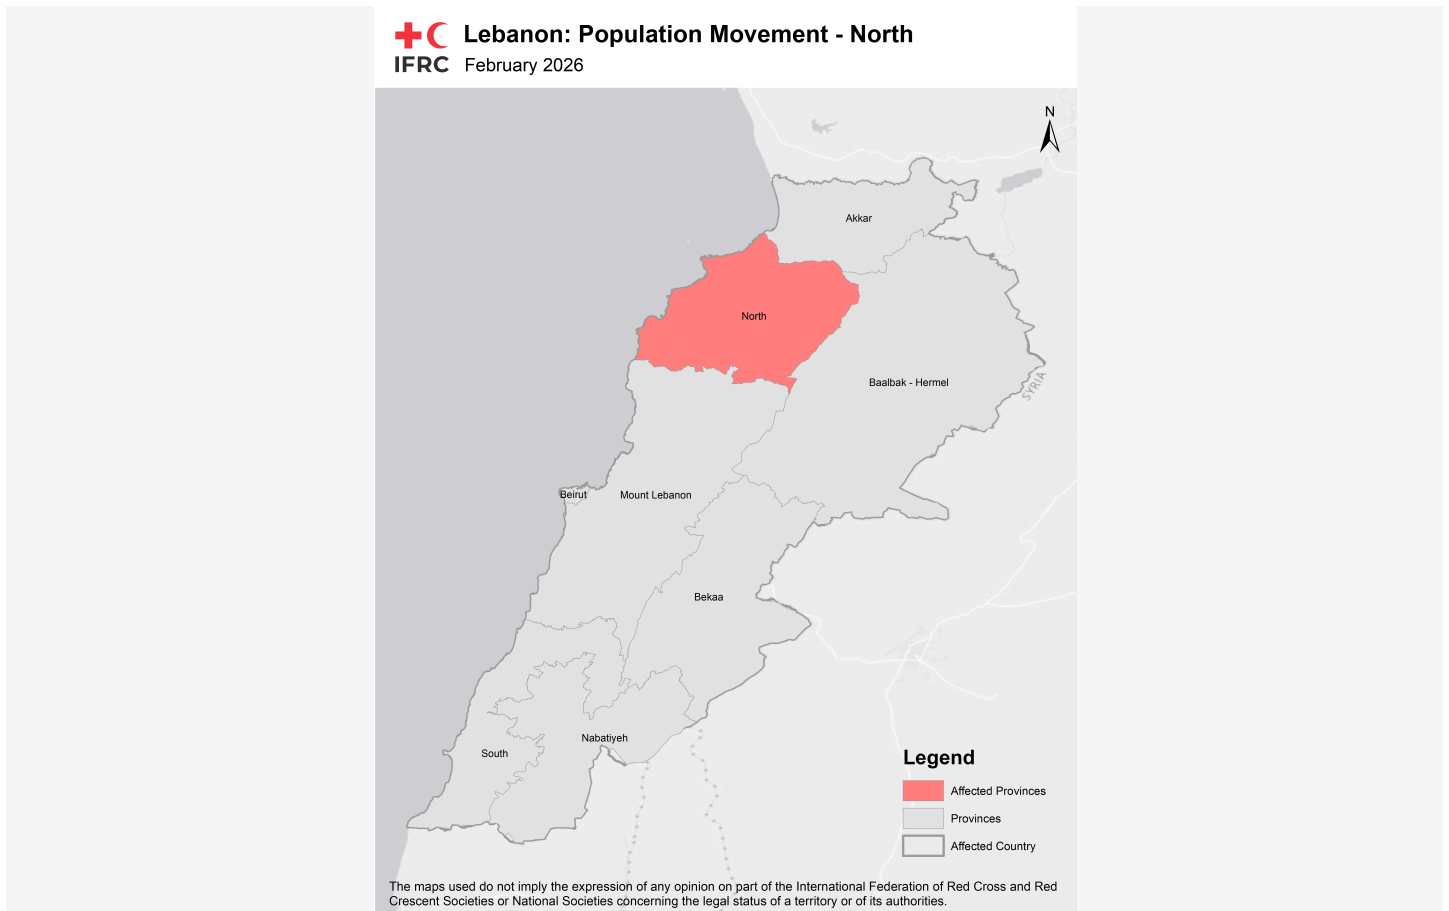 Lebanon: Population Movement - North
IFRC
February 2026
N
Akkar
North
Baalbak - Hermel
SYRIA
Beirut
Mount Lebanon
Bekaa
Nabatiyeh
South
Legend
Affected Provinces
Provinces
Affected Country
The maps used do not imply the expression of any opinion on part of the International Federation of Red Cross and Red
Crescent Societies or National Societies concerning the legal status of a territory or of its authorities.